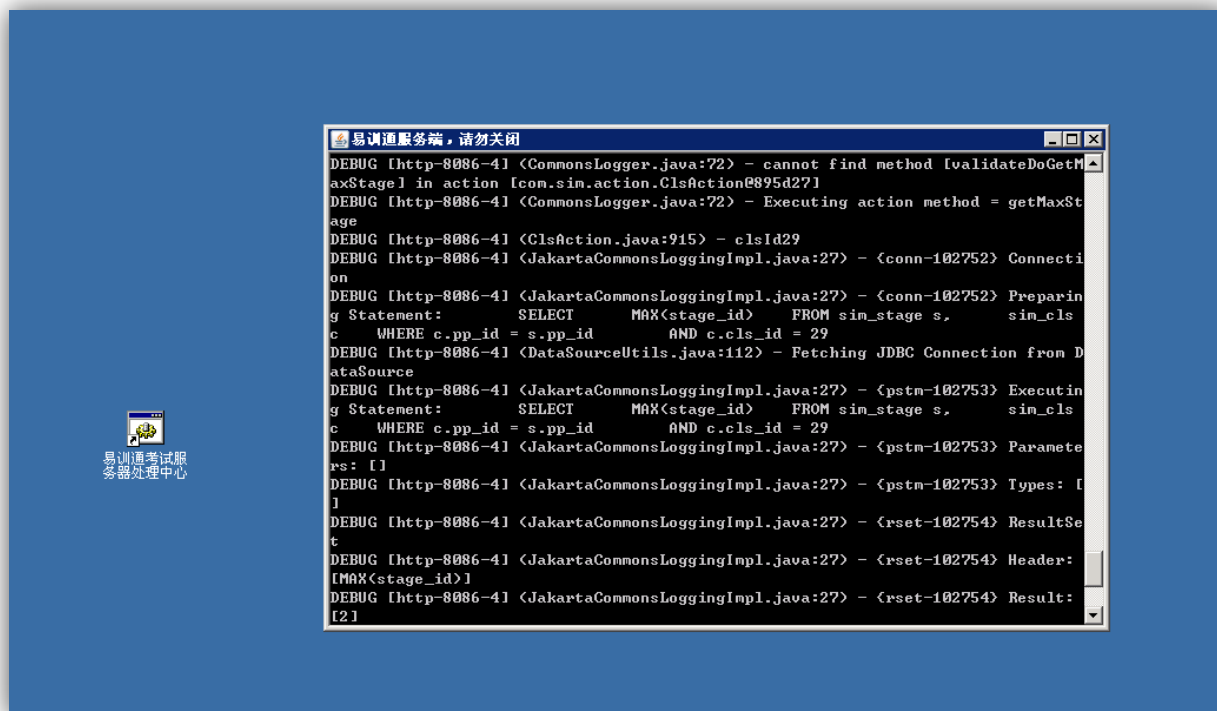 易训通服务端，请勿关闭
DEBUG [http-8086-4] (CommonsLogger.java:72) - cannot find method [validateDoGetM
axStage] in action [com.sim.action.ClsAction@895d27]
DEBUG [http-8086-4] (CommonsLogger.java:72) - Executing action method = getMaxSt
age
DEBUG [http-8086-4] (ClsAction.java:915) - clsId29
DEBUG [http-8086-4] (JakartaCommonsLoggingImpl.java:27) - {conn-102752} Connecti
on
DEBUG [http-8086-4] (JakartaCommonsLoggingImpl.java:27) - {conn-102752} Preparin
g Statement:        SELECT      MAX(stage_id)    FROM sim_stage s,      sim_cls
c    WHERE c.pp_id = s.pp_id        AND c.cls_id = 29
DEBUG [http-8086-4] (DataSourceUtils.java:112) - Fetching JDBC Connection from D
ataSource
DEBUG [http-8086-4] (JakartaCommonsLoggingImpl.java:27) - {pstm-102753} Executin
g Statement:        SELECT      MAX(stage_id)    FROM sim_stage s,      sim_cls
c    WHERE c.pp_id = s.pp_id        AND c.cls_id = 29
DEBUG [http-8086-4] (JakartaCommonsLoggingImpl.java:27) - {pstm-102753} Paramete
rs: []
DEBUG [http-8086-4] (JakartaCommonsLoggingImpl.java:27) - {pstm-102753} Types: [
]
DEBUG [http-8086-4] (JakartaCommonsLoggingImpl.java:27) - {rset-102754} ResultSe
t
DEBUG [http-8086-4] (JakartaCommonsLoggingImpl.java:27) - {rset-102754} Header:
[MAX(stage_id)]
DEBUG [http-8086-4] (JakartaCommonsLoggingImpl.java:27) - {rset-102754} Result:
[2]
易训通考试服
务器处理中心